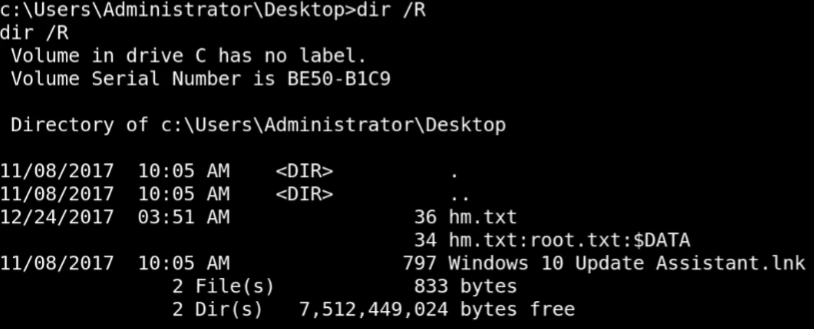 c:\Users\Administrator\Desktop>dir /R
dir /R
 Volume in drive C has no label.
 Volume Serial Number is BE50-B1C9

 Directory of c:\Users\Administrator\Desktop

11/08/2017  10:05 AM    <DIR>          .
11/08/2017  10:05 AM    <DIR>          ..
12/24/2017  03:51 AM                36 hm.txt
                                    34 hm.txt:root.txt:$DATA
11/08/2017  10:05 AM               797 Windows 10 Update Assistant.lnk
               2 File(s)            833 bytes
               2 Dir(s)   7,512,449,024 bytes free